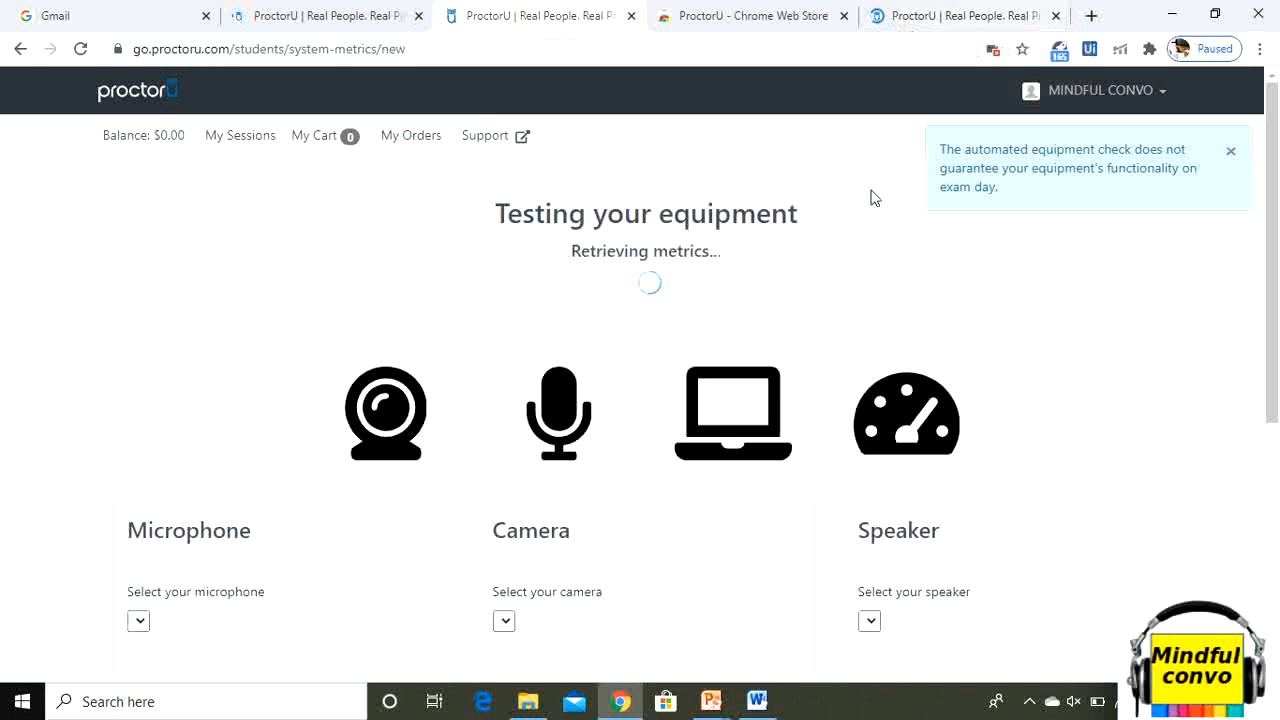 Gmail
ProctorU | Real People. Real P
ProctorU | Real People. Real P
ProctorU - Chrome Web Store
ProctorU | Real People. Real P
go.proctoru.com/students/system-metrics/new
165
Ui
Paused
proctoru
MINDFUL CONVO
Balance: $0.00
My Sessions
My Cart 0
My Orders
Support
The automated equipment check does not
guarantee your equipment's functionality on
exam day.
Testing your equipment
Retrieving metrics...
Microphone
Camera
Speaker
Select your microphone
Select your camera
Select your speaker
Mindful
convo
Search here